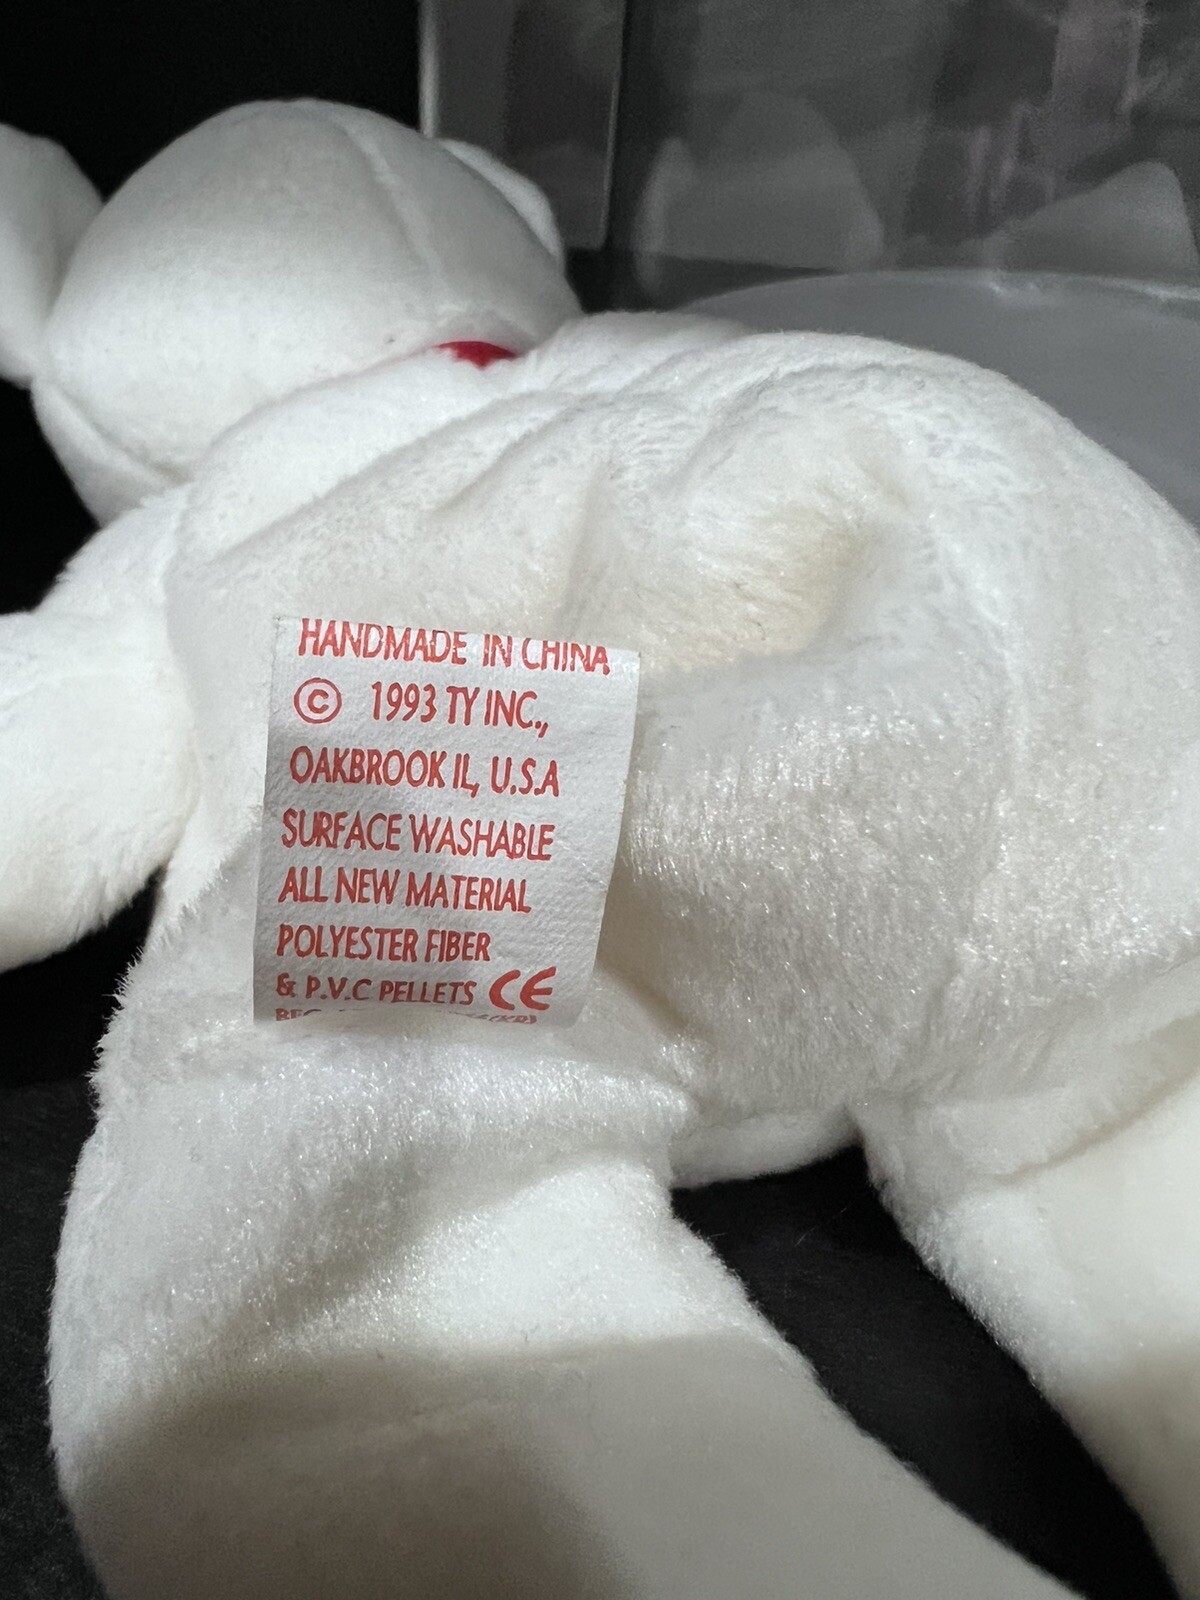 HANDMADE IN CHINA
© 1993 TY INC.,
OAKBROOK IL, U.S.A
SURFACE WASHABLE
ALL NEW MATERIAL
POLYESTER FIBER
& P.V.C PELLETS CE